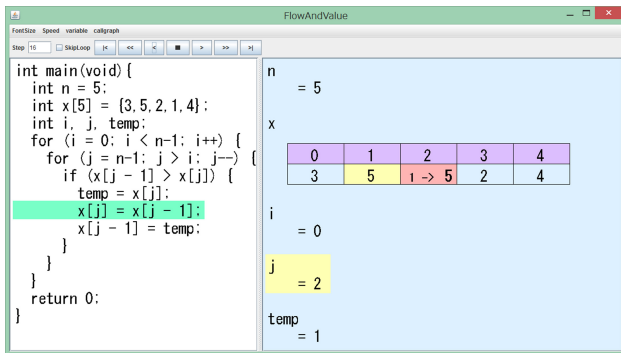 FlowAndValue
FontSize Speed variable callgraph
Step 16 SkipLoop |< << < ■ > >> >|
int main(void){
int n = 5;
int x[5] = {3,5,2,1,4};
int i, j, temp;
for (i = 0; i < n-1; i++) {
for (j = n-1; j > i; j--) {
if (x[j - 1] > x[j]) {
temp = x[j];
x[j] = x[j - 1];
x[j - 1] = temp;
}
}
}
return 0;
}
n
= 5
x
0 1 2 3 4
3 5 1 -> 5 2 4
i
= 0
j
= 2
temp
= 1